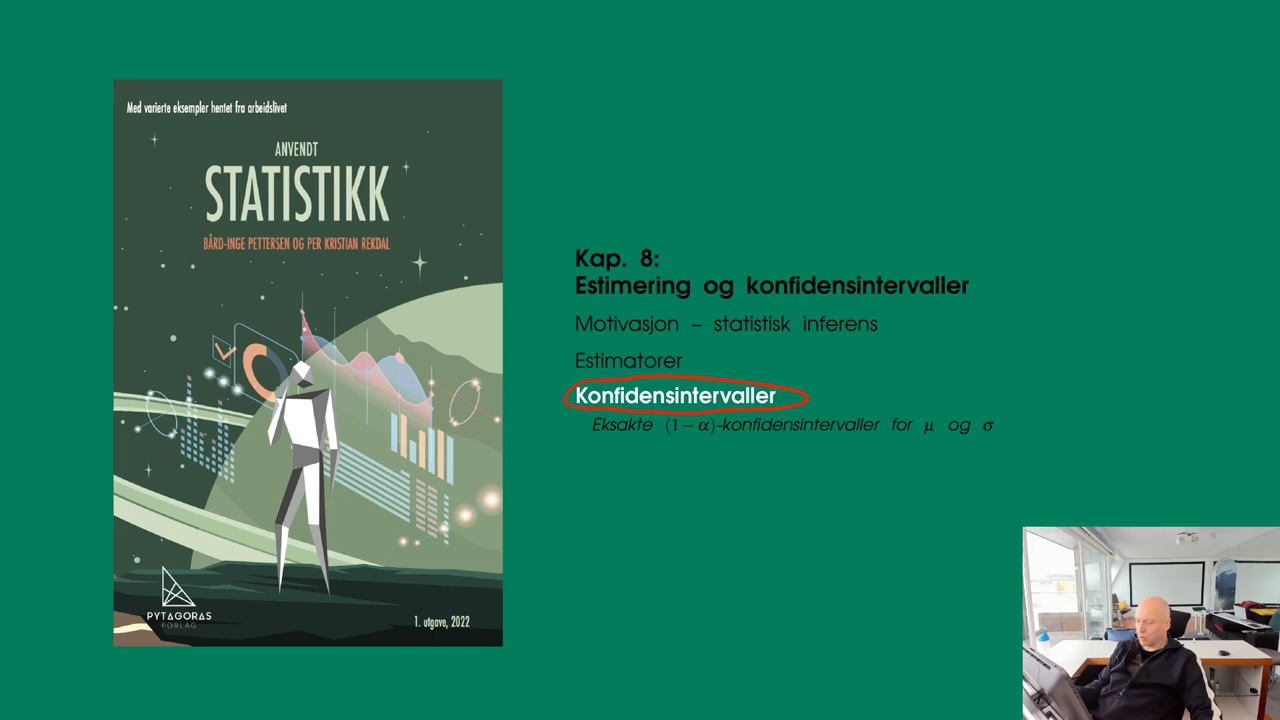 Med varierte eksempler hentet fra arbeidslivet
ANVENDT
STATISTIKK
BÅRD-INGE PETTERSEN OG PER KRISTIAN REKDAL
PYTAGORAS
FORLAG
1. utgave, 2022
Kap. 8:
Estimering og konfidensintervaller
Motivasjon – statistisk inferens
Estimatorer
Konfidensintervaller
Eksakte (1 − α)-konfidensintervaller for μ og σ